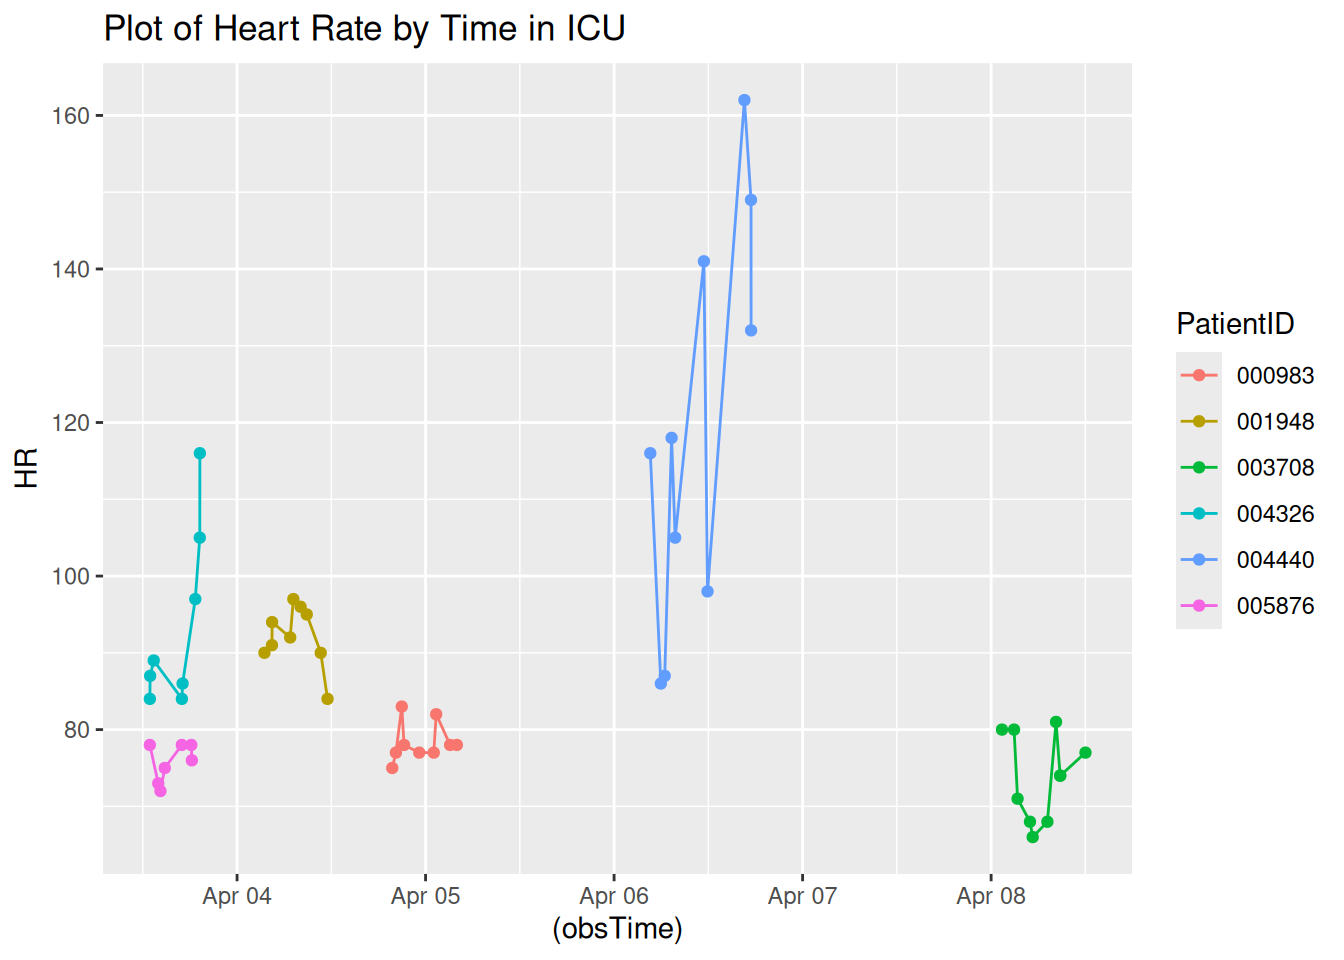 Plot of Heart Rate by Time in ICU
160
140
120
100
80
HR
Apr 04
Apr 05
Apr 06
Apr 07
Apr 08
(obsTime)
PatientID
000983
001948
003708
004326
004440
005876